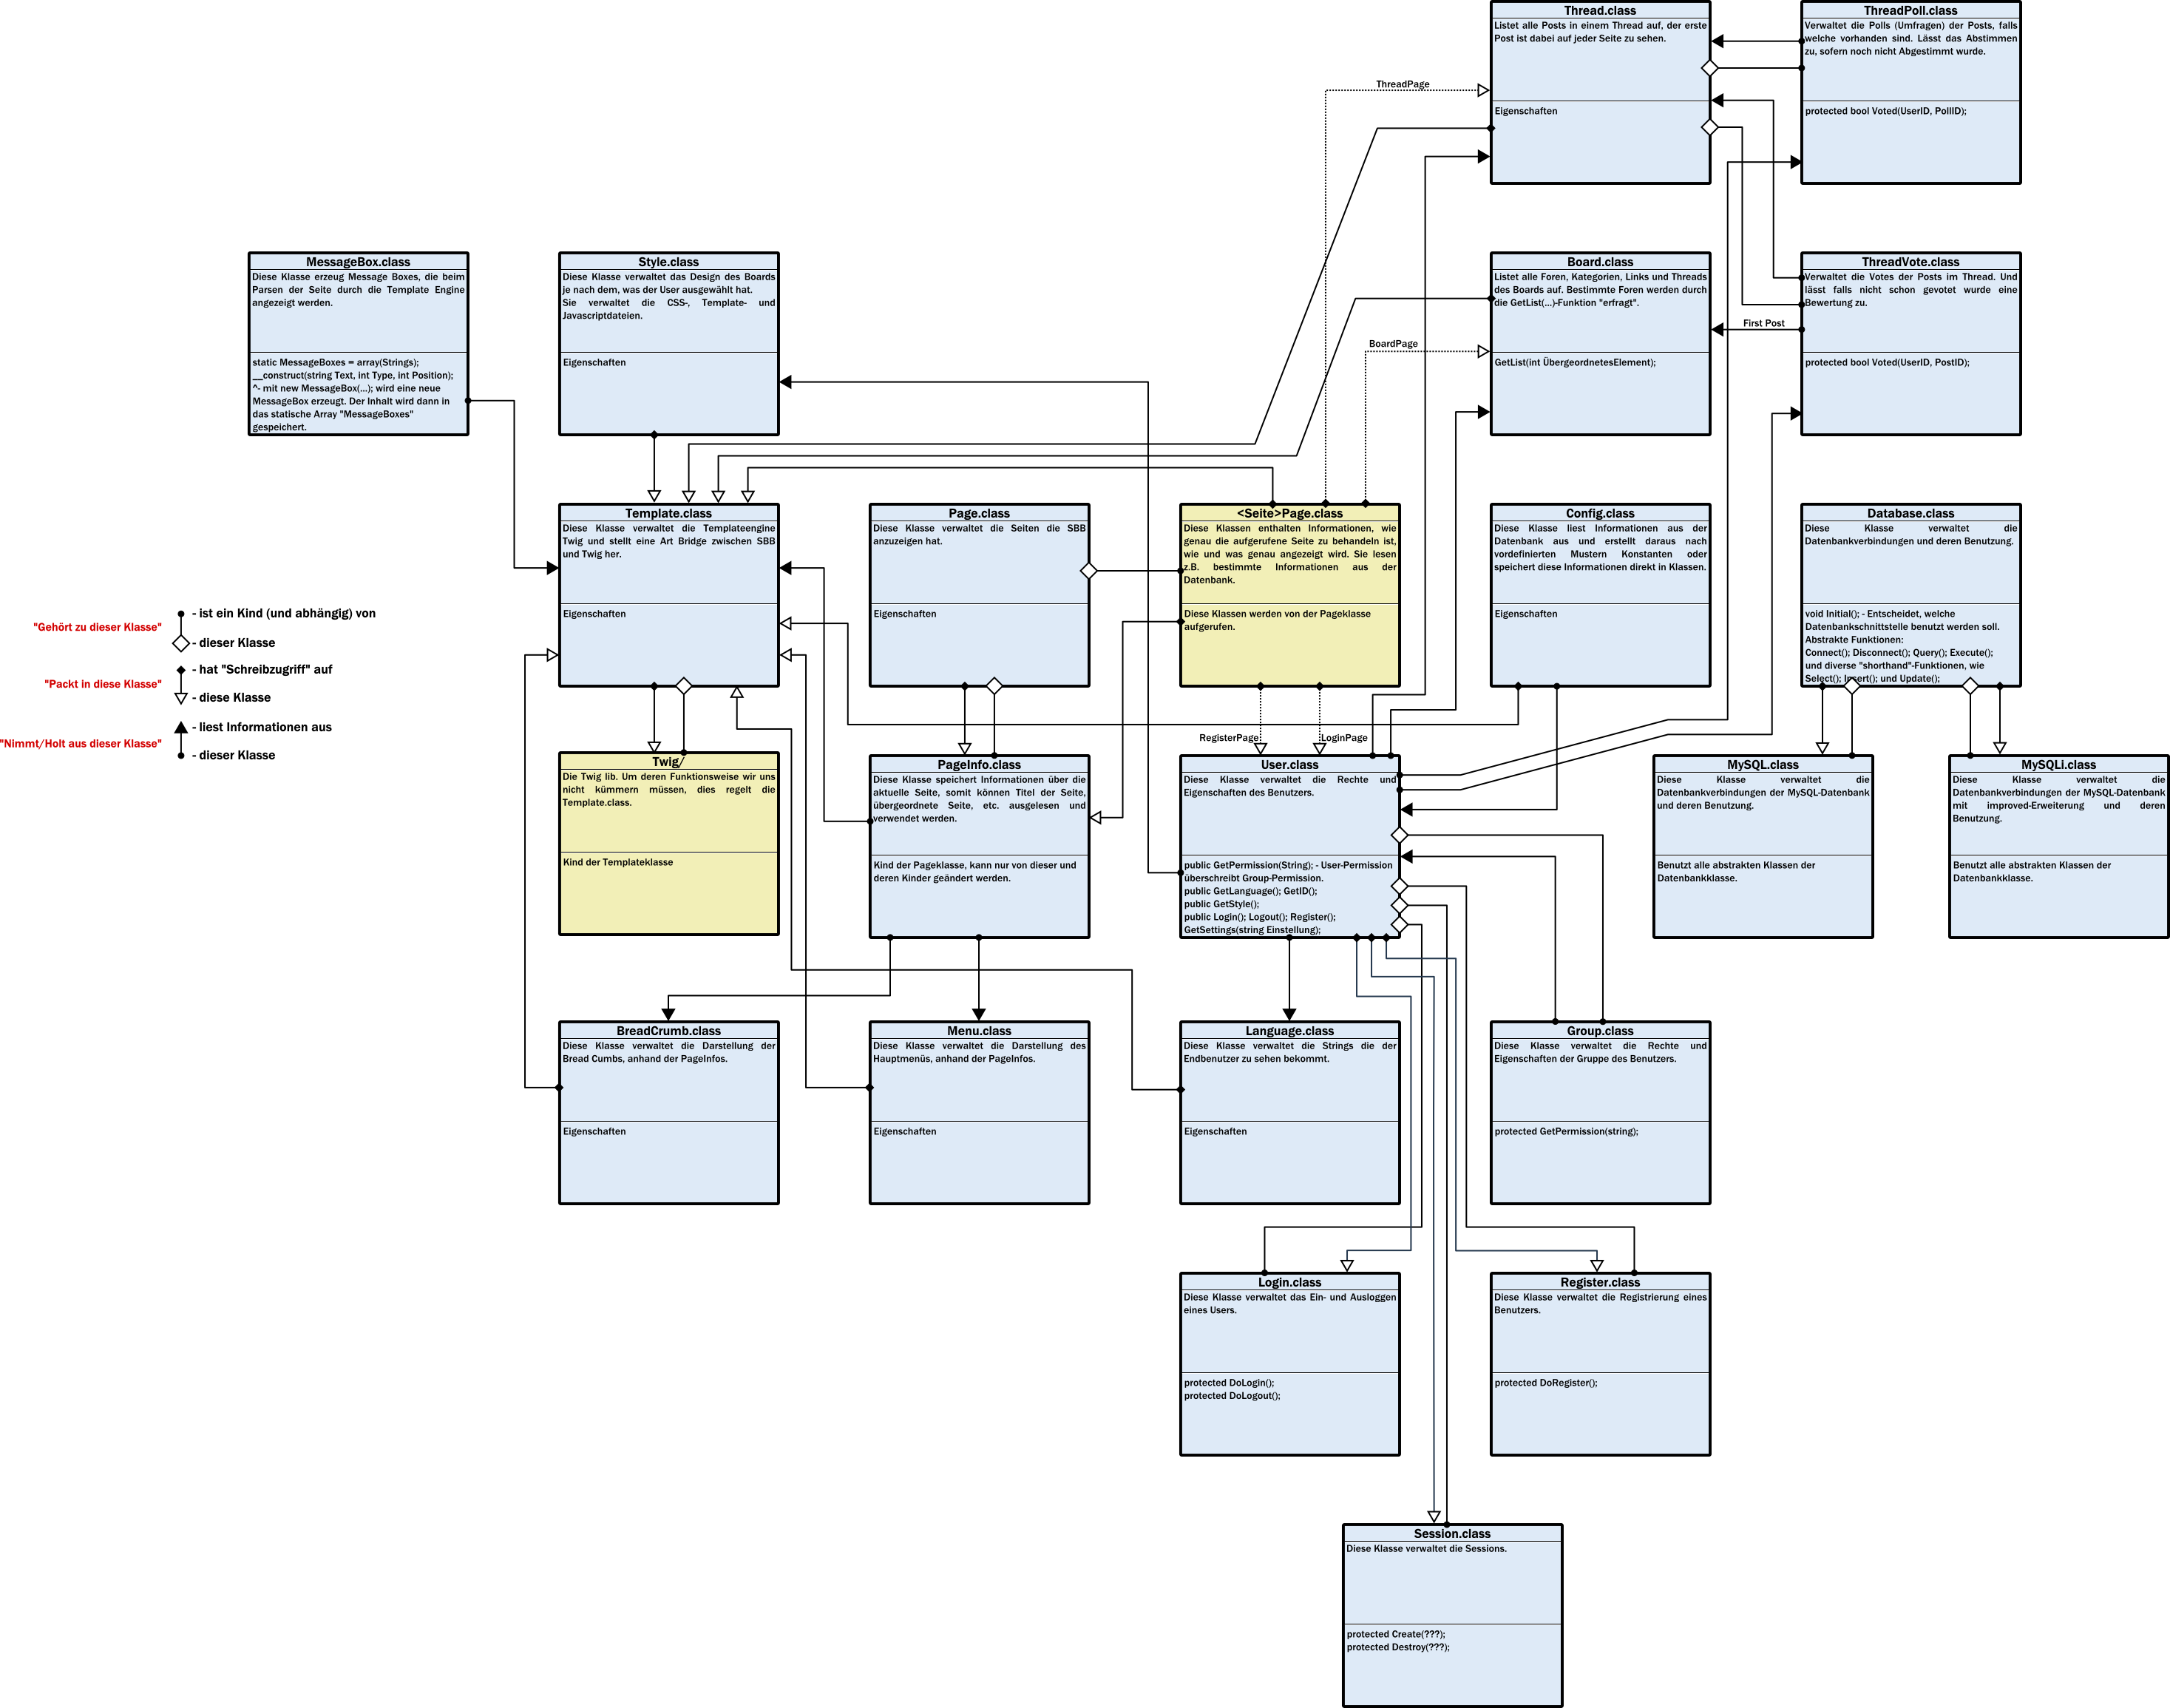 Thread.class
Listet alle Posts in einem Thread auf, der erste
Post ist dabei auf jeder Seite zu sehen.
Eigenschaften
ThreadPoll.class
Verwaltet die Polls (Umfragen) der Posts, falls
welche vorhanden sind. Lässt das Abstimmen
zu, sofern noch nicht Abgestimmt wurde.
protected bool Voted(UserID, PollID);
ThreadPage
MessageBox.class
Diese Klasse erzeug Message Boxes, die beim
Parsen der Seite durch die Template Engine
angezeigt werden.
static MessageBoxes = array(Strings);
__construct(string Text, int Type, int Position);
^- mit new MessageBox(...); wird eine neue
MessageBox erzeugt. Der Inhalt wird dann in
das statische Array "MessageBoxes"
gespeichert.
Style.class
Diese Klasse verwaltet das Design des Boards
je nach dem, was der User ausgewählt hat.
Sie verwaltet die CSS-, Template- und
Javascriptdateien.
Eigenschaften
Board.class
Listet alle Foren, Kategorien, Links und Threads
des Boards auf. Bestimmte Foren werden durch
die GetList(...)-Funktion "erfragt".
GetList(int ÜbergeordnetesElement);
BoardPage
ThreadVote.class
Verwaltet die Votes der Posts im Thread. Und
lässt falls nicht schon gevotet wurde eine
Bewertung zu.
First Post
protected bool Voted(UserID, PostID);
Template.class
Diese Klasse verwaltet die Templateengine
Twig und stellt eine Art Bridge zwischen SBB
und Twig her.
Eigenschaften
Page.class
Diese Klasse verwaltet die Seiten die SBB
anzuzeigen hat.
Eigenschaften
<Seite>Page.class
Diese Klassen enthalten Informationen, wie
genau die aufgerufene Seite zu behandeln ist,
wie und was genau angezeigt wird. Sie lesen
z.B. bestimmte Informationen aus der
Datenbank.
Diese Klassen werden von der Pageklasse
aufgerufen.
Config.class
Diese Klasse liest Informationen aus der
Datenbank aus und erstellt daraus nach
vordefinierten Mustern Konstanten oder
speichert diese Informationen direkt in Klassen.
Eigenschaften
Database.class
Diese Klasse verwaltet die
Datenbankverbindungen und deren Benutzung.
void Initial(); - Entscheidet, welche
Datenbankschnittstelle benutzt werden soll.
Abstrakte Funktionen:
Connect(); Disconnect(); Query(); Execute();
und diverse "shorthand"-Funktionen, wie
Select(); Insert(); und Update();
"Gehört zu dieser Klasse"
- ist ein Kind (und abhängig) von
- dieser Klasse
"Packt in diese Klasse"
- hat "Schreibzugriff" auf
- diese Klasse
"Nimmt/Holt aus dieser Klasse"
- liest Informationen aus
- dieser Klasse
RegisterPage
LoginPage
Twig/
Die Twig lib. Um deren Funktionsweise wir uns
nicht kümmern müssen, dies regelt die
Template.class.
Kind der Templateklasse
PageInfo.class
Diese Klasse speichert Informationen über die
aktuelle Seite, somit können Titel der Seite,
übergeordnete Seite, etc. ausgelesen und
verwendet werden.
Kind der Pageklasse, kann nur von dieser und
deren Kinder geändert werden.
User.class
Diese Klasse verwaltet die Rechte und
Eigenschaften des Benutzers.
public GetPermission(String); - User-Permission
überschreibt Group-Permission.
public GetLanguage(); GetID();
public GetStyle();
public Login(); Logout(); Register();
GetSettings(string Einstellung);
MySQL.class
Diese Klasse verwaltet die
Datenbankverbindungen der MySQL-Datenbank
und deren Benutzung.
Benutzt alle abstrakten Klassen der
Datenbankklasse.
MySQLi.class
Diese Klasse verwaltet die
Datenbankverbindungen der MySQL-Datenbank
mit improved-Erweiterung und deren
Benutzung.
Benutzt alle abstrakten Klassen der
Datenbankklasse.
BreadCrumb.class
Diese Klasse verwaltet die Darstellung der
Bread Cumbs, anhand der PageInfos.
Eigenschaften
Menu.class
Diese Klasse verwaltet die Darstellung des
Hauptmenüs, anhand der PageInfos.
Eigenschaften
Language.class
Diese Klasse verwaltet die Strings die der
Endbenutzer zu sehen bekommt.
Eigenschaften
Group.class
Diese Klasse verwaltet die Rechte und
Eigenschaften der Gruppe des Benutzers.
protected GetPermission(string);
Login.class
Diese Klasse verwaltet das Ein- und Ausloggen
eines Users.
protected DoLogin();
protected DoLogout();
Register.class
Diese Klasse verwaltet die Registrierung eines
Benutzers.
protected DoRegister();
Session.class
Diese Klasse verwaltet die Sessions.
protected Create(???);
protected Destroy(???);